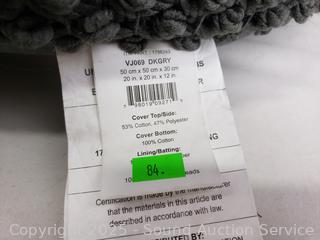 VJ069 DKGRY
50 cm x 50 cm x 30 cm
20 in. x 20 in. x 12 in.
Cover Top/Side:
53% Cotton, 47% Polyester
Cover Bottom:
100% Cotton
Lining/Batting:
84.
Certification is made by the manufacturer
that the materials in this article are
described in accordance with law.
Copyright 2025 - Sound Auction Service